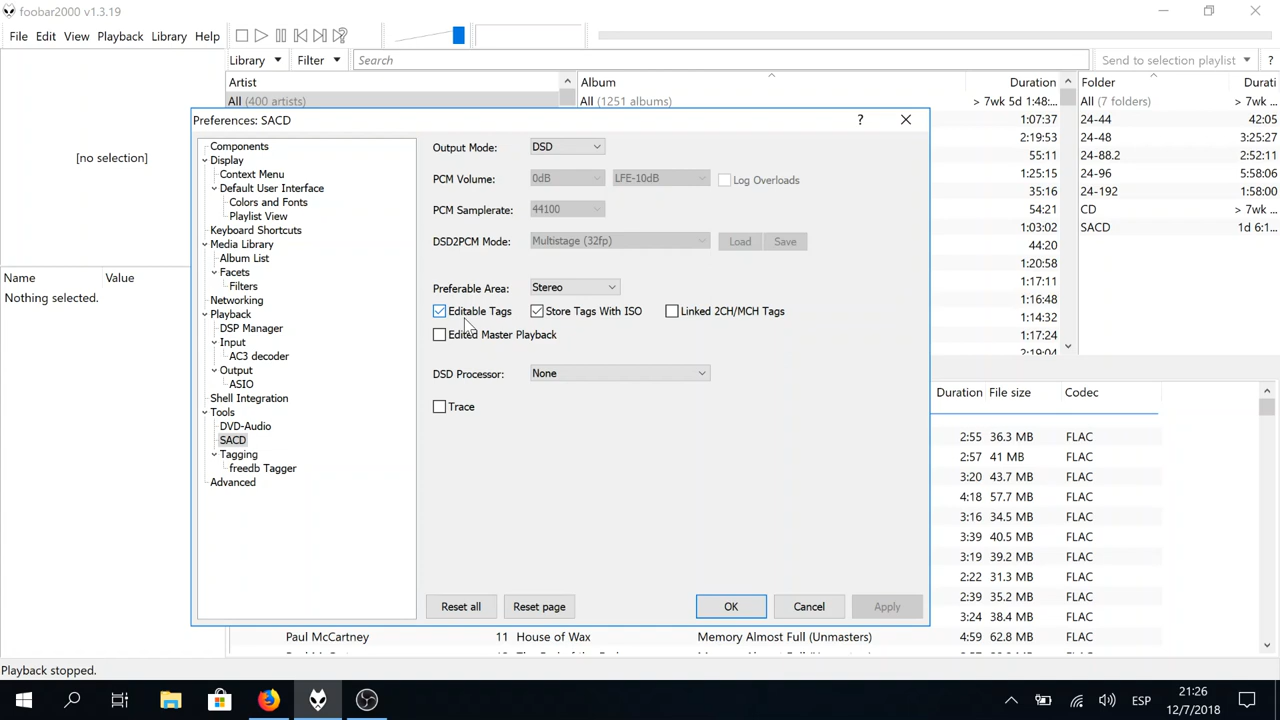 foobar2000 v1.3.19
File Edit View Playback Library Help
Library Filter Search Send to selection playlist ?
Artist Album Duration Folder Durati
All (400 artists) All (1251 albums) > 7wk 5d 1:48:... All (7 folders) > 7wk
1:07:37 24-44 42:05
2:19:53 24-48 3:25:27
55:11 24-88.2 2:52:11
1:25:15 24-96 5:58:06
35:16 24-192 1:58:00
54:21 CD > 7wk
1:03:02 SACD 1d 6:1...
44:20
1:20:58
1:17:11
1:16:48
1:14:32
1:17:24
2:19:04
[no selection]
Name Value
Nothing selected.
Preferences: SACD ?
Components
Display
Context Menu
Default User Interface
Colors and Fonts
Playlist View
Keyboard Shortcuts
Media Library
Album List
Facets
Filters
Networking
Playback
DSP Manager
Input
AC3 decoder
Output
ASIO
Shell Integration
Tools
DVD-Audio
SACD
Tagging
freedb Tagger
Advanced
Output Mode: DSD
PCM Volume: 0dB LFE-10dB Log Overloads
PCM Samplerate: 44100
DSD2PCM Mode: Multistage (32fp) Load Save
Preferable Area: Stereo
Editable Tags Store Tags With ISO Linked 2CH/MCH Tags
Edited Master Playback
DSD Processor: None
Trace
Reset all Reset page OK Cancel Apply
Duration File size Codec
2:55 36.3 MB FLAC
2:57 41 MB FLAC
3:20 43.7 MB FLAC
4:18 57.7 MB FLAC
3:16 34.5 MB FLAC
3:39 40.5 MB FLAC
3:19 39.2 MB FLAC
2:22 31.3 MB FLAC
2:39 35.2 MB FLAC
3:24 38.4 MB FLAC
Paul McCartney 11 House of Wax Memory Almost Full (Unmasters) 4:59 62.8 MB FLAC
Playback stopped.
ESP
21:26
12/7/2018